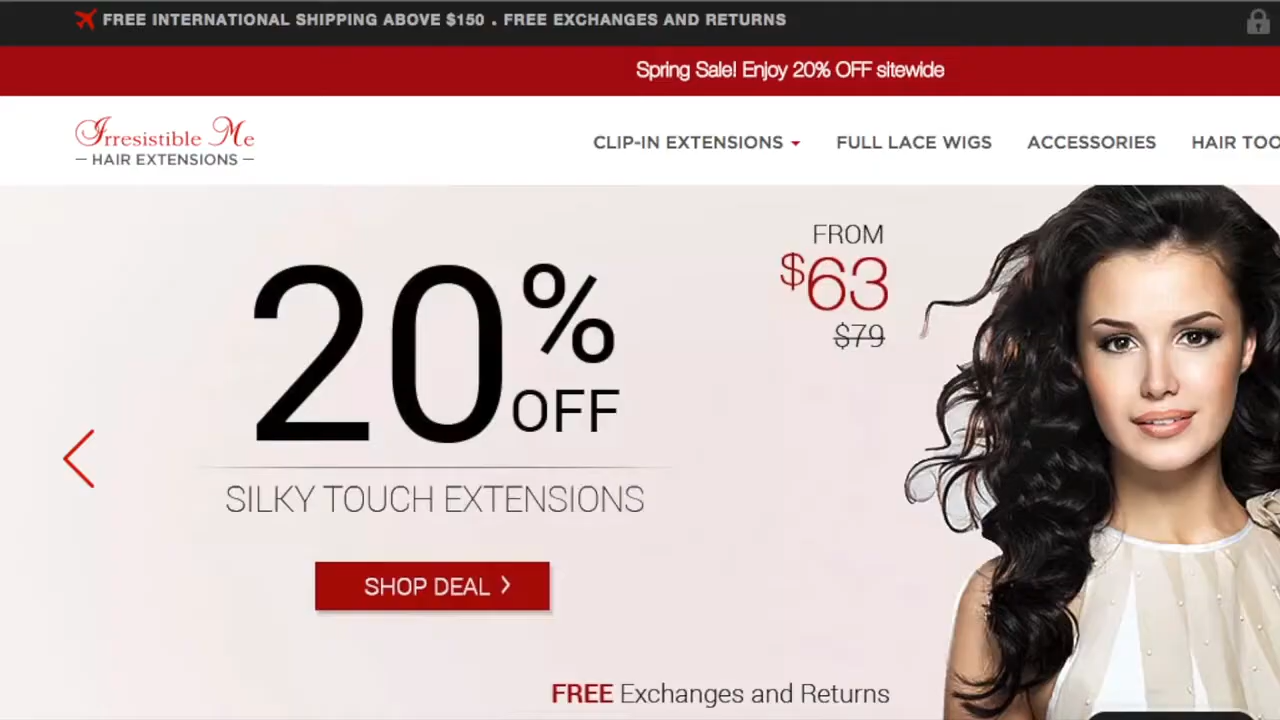 FREE INTERNATIONAL SHIPPING ABOVE $150 . FREE EXCHANGES AND RETURNS
Spring Sale! Enjoy 20% OFF sitewide
Irresistible Me
HAIR EXTENSIONS
CLIP-IN EXTENSIONS FULL LACE WIGS ACCESSORIES HAIR TOO
FROM
$63
$79
20% OFF
SILKY TOUCH EXTENSIONS
SHOP DEAL
FREE Exchanges and Returns